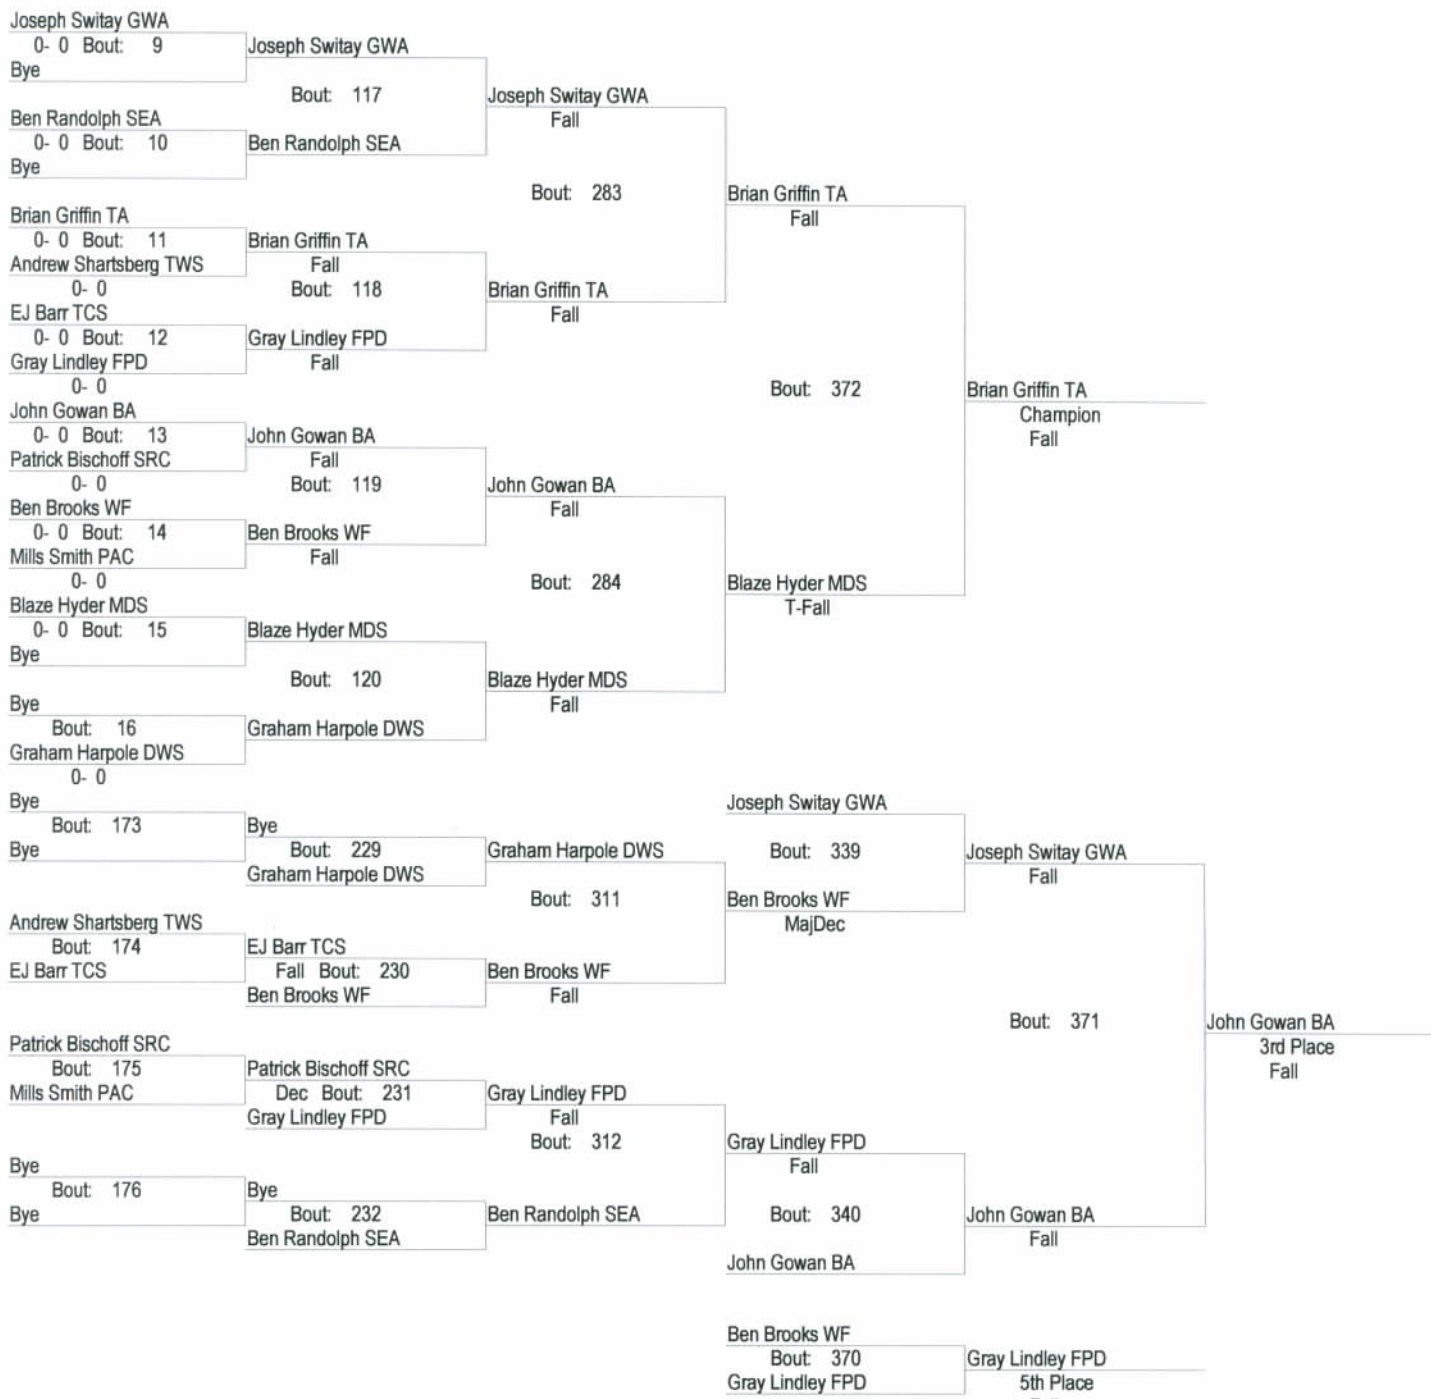 Joseph Switay GWA
0- 0 Bout: 9
Bye
Ben Randolph SEA
0- 0 Bout: 10
Bye
Brian Griffin TA
0- 0 Bout: 11
Andrew Shartsberg TWS
0- 0
EJ Barr TCS
0- 0 Bout: 12
Gray Lindley FPD
0- 0
John Gowan BA
0- 0 Bout: 13
Patrick Bischoff SRC
0- 0
Ben Brooks WF
0- 0 Bout: 14
Mills Smith PAC
0- 0
Blaze Hyder MDS
0- 0 Bout: 15
Bye
Bye
Bout: 16
Graham Harpole DWS
0- 0
Joseph Switay GWA
Bout: 117
Ben Randolph SEA
Brian Griffin TA
Fall
Bout: 118
Gray Lindley FPD
Fall
John Gowan BA
Fall
Bout: 119
Ben Brooks WF
Fall
Blaze Hyder MDS
Bout: 120
Graham Harpole DWS
Joseph Switay GWA
Fall
Bout: 283
Brian Griffin TA
Fall
John Gowan BA
Fall
Bout: 284
Blaze Hyder MDS
Fall
Brian Griffin TA
Fall
Bout: 372
Blaze Hyder MDS
T-Fall
Brian Griffin TA
Champion
Fall
Bye
Bout: 173
Bye
Andrew Shartsberg TWS
Bout: 174
EJ Barr TCS
Patrick Bischoff SRC
Bout: 175
Mills Smith PAC
Bye
Bout: 176
Bye
Bye
Bout: 229
Graham Harpole DWS
EJ Barr TCS
Fall Bout: 230
Ben Brooks WF
Patrick Bischoff SRC
Dec Bout: 231
Gray Lindley FPD
Bye
Bout: 232
Ben Randolph SEA
Graham Harpole DWS
Bout: 311
Ben Brooks WF
Fall
Gray Lindley FPD
Fall
Bout: 312
Ben Randolph SEA
Joseph Switay GWA
Bout: 339
Ben Brooks WF
MajDec
Gray Lindley FPD
Fall
Bout: 340
John Gowan BA
Joseph Switay GWA
Fall
Bout: 371
John Gowan BA
Fall
John Gowan BA
3rd Place
Fall
Ben Brooks WF
Bout: 370
Gray Lindley FPD
Gray Lindley FPD
5th Place